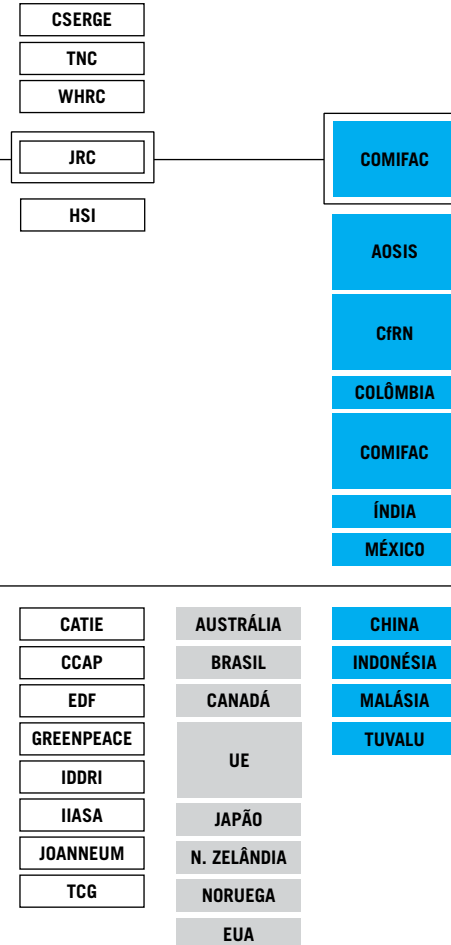 CSERGE
TNC
WHRC
JRC
COMIFAC
HSI
AOSIS
CfRN
COLÔMBIA
COMIFAC
ÍNDIA
MÉXICO
CATIE
AUSTRÁLIA
CHINA
CCAP
BRASIL
INDONÉSIA
EDF
CANADÁ
MALÁSIA
GREENPEACE
UE
TUVALU
IDDRI
IIASA
JAPÃO
JOANNEUM
N. ZELÂNDIA
TCG
NORUEGA
EUA